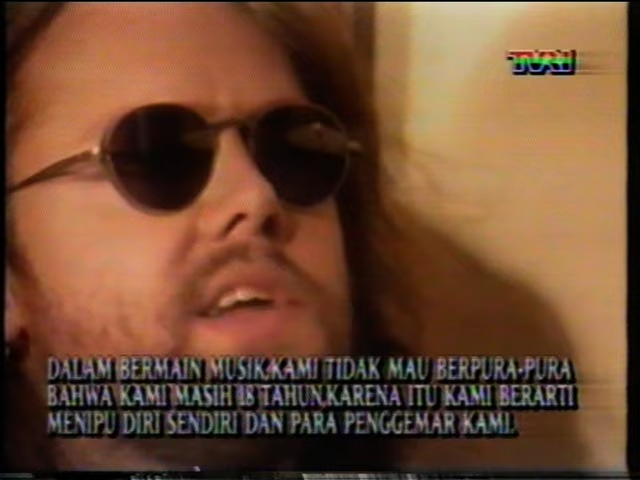 DALAM BERMAIN MUSIK,KAMI TIDAK MAU BERPURA-PURA
BAHWA KAMI MASIH 18 TAHUN,KARENA ITU KAMI BERARTI
MENIPU DIRI SENDIRI DAN PARA PENGGEMAR KAMI.